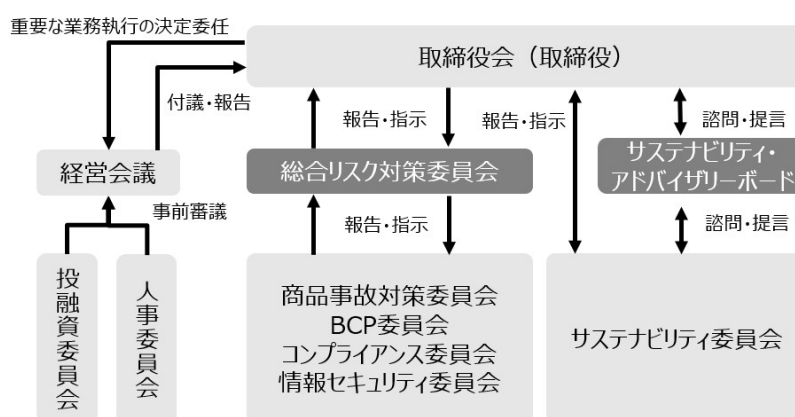 重要な業務執行の決定委任
取締役会（取締役）
付議・報告
報告・指示
報告・指示
諮問・提言
経営会議
総合リスク対策委員会
サステナビリティ・
アドバイザリーボード
事前審議
報告・指示
諮問・提言
投融資委員会
人事委員会
商品事故対策委員会
BCP委員会
コンプライアンス委員会
情報セキュリティ委員会
サステナビリティ委員会